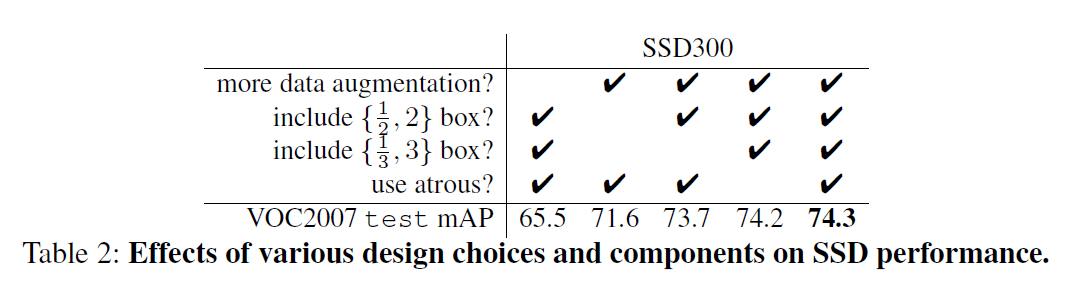 SSD300
more data augmentation? ✔ ✔ ✔ ✔
include {1/2, 2} box? ✔ ✔ ✔ ✔
include {1/3, 3} box? ✔ ✔ ✔
use atrous? ✔ ✔ ✔ ✔
VOC2007 test mAP 65.5 71.6 73.7 74.2 74.3
Table 2: Effects of various design choices and components on SSD performance.